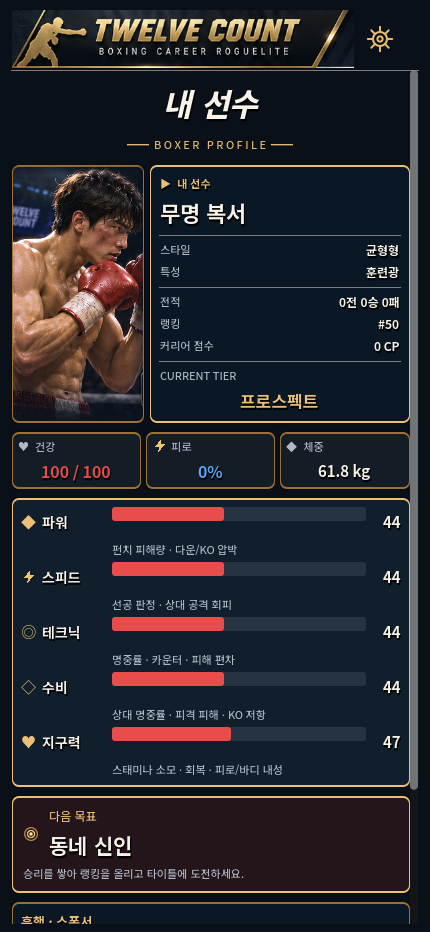 TWELVE COUNT
BOXING CAREER ROGUELITE
내 선수
BOXER PROFILE
TWELVE
COUNT
▶ 내 선수
무명 복서
스타일 균형형
특성 훈련광
전적 0전 0승 0패
랭킹 #50
커리어 점수 0 CP
CURRENT TIER
프로스펙트
♥ 건강
100 / 100
⚡ 피로
0%
◆ 체중
61.8 kg
◆ 파워 44
펀치 피해량 · 다운/KO 압박
⚡ 스피드 44
선공 판정 · 상대 공격 회피
◎ 테크닉 44
명중률 · 카운터 · 피해 편차
◇ 수비 44
상대 명중률 · 피격 피해 · KO 저항
♥ 지구력 47
스태미나 소모 · 회복 · 피로/바디 내성
다음 목표
동네 신인
승리를 쌓아 랭킹을 올리고 타이틀에 도전하세요.
흥행 · 스폰서